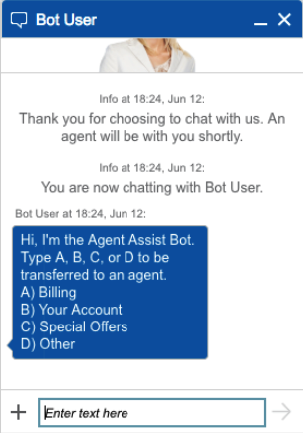 Bot User
Info at 18:24, Jun 12:
Thank you for choosing to chat with us. An
agent will be with you shortly.
Info at 18:24, Jun 12:
You are now chatting with Bot User.
Bot User at 18:24, Jun 12:
Hi, I'm the Agent Assist Bot.
Type A, B, C, or D to be
transferred to an agent.
A) Billing
B) Your Account
C) Special Offers
D) Other
Enter text here